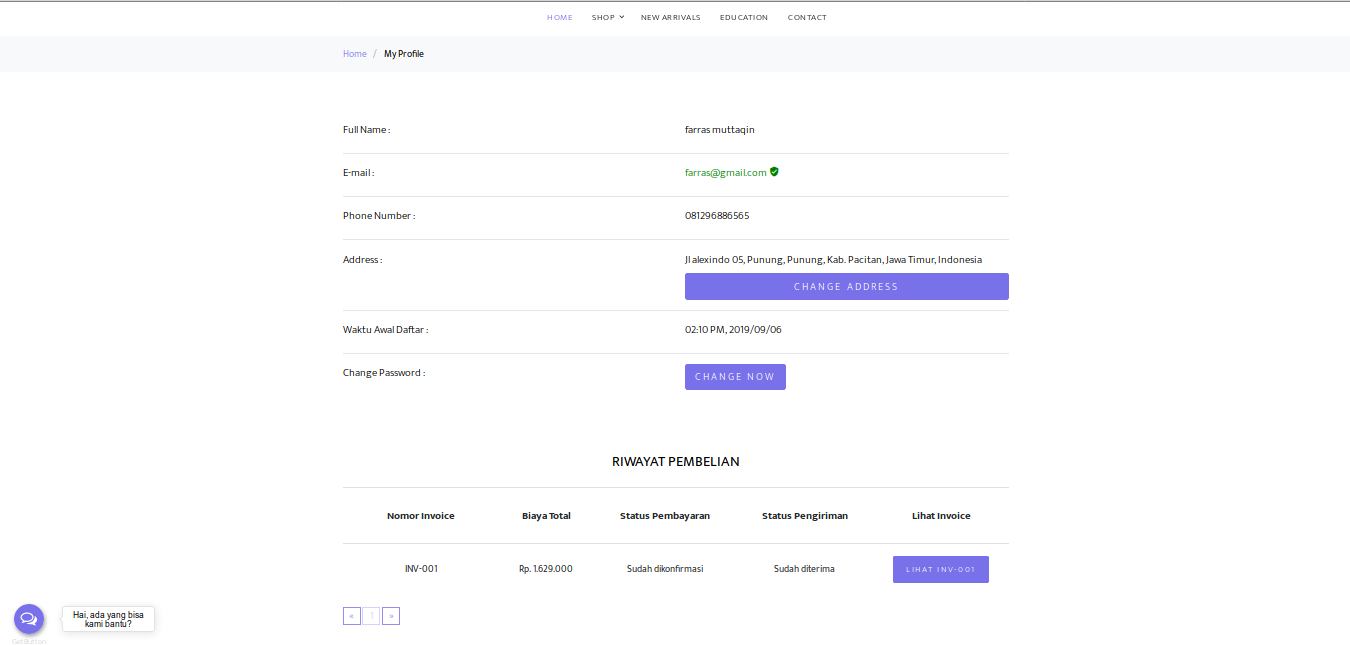 HOME SHOP NEW ARRIVALS EDUCATION CONTACT
Home / My Profile
Full Name : farras muttaqin
E-mail : farras@gmail.com
Phone Number : 081296886565
Address : Jl alexindo 05, Punung, Punung, Kab. Pacitan, Jawa Timur, Indonesia
CHANGE ADDRESS
Waktu Awal Daftar : 02:10 PM, 2019/09/06
Change Password : CHANGE NOW
RIWAYAT PEMBELIAN
Nomor Invoice Biaya Total Status Pembayaran Status Pengiriman Lihat Invoice
INV-001 Rp. 1.629.000 Sudah dikonfirmasi Sudah diterima LIHAT INV-001
« 1 »
Hai, ada yang bisa
kami bantu?
GetButton